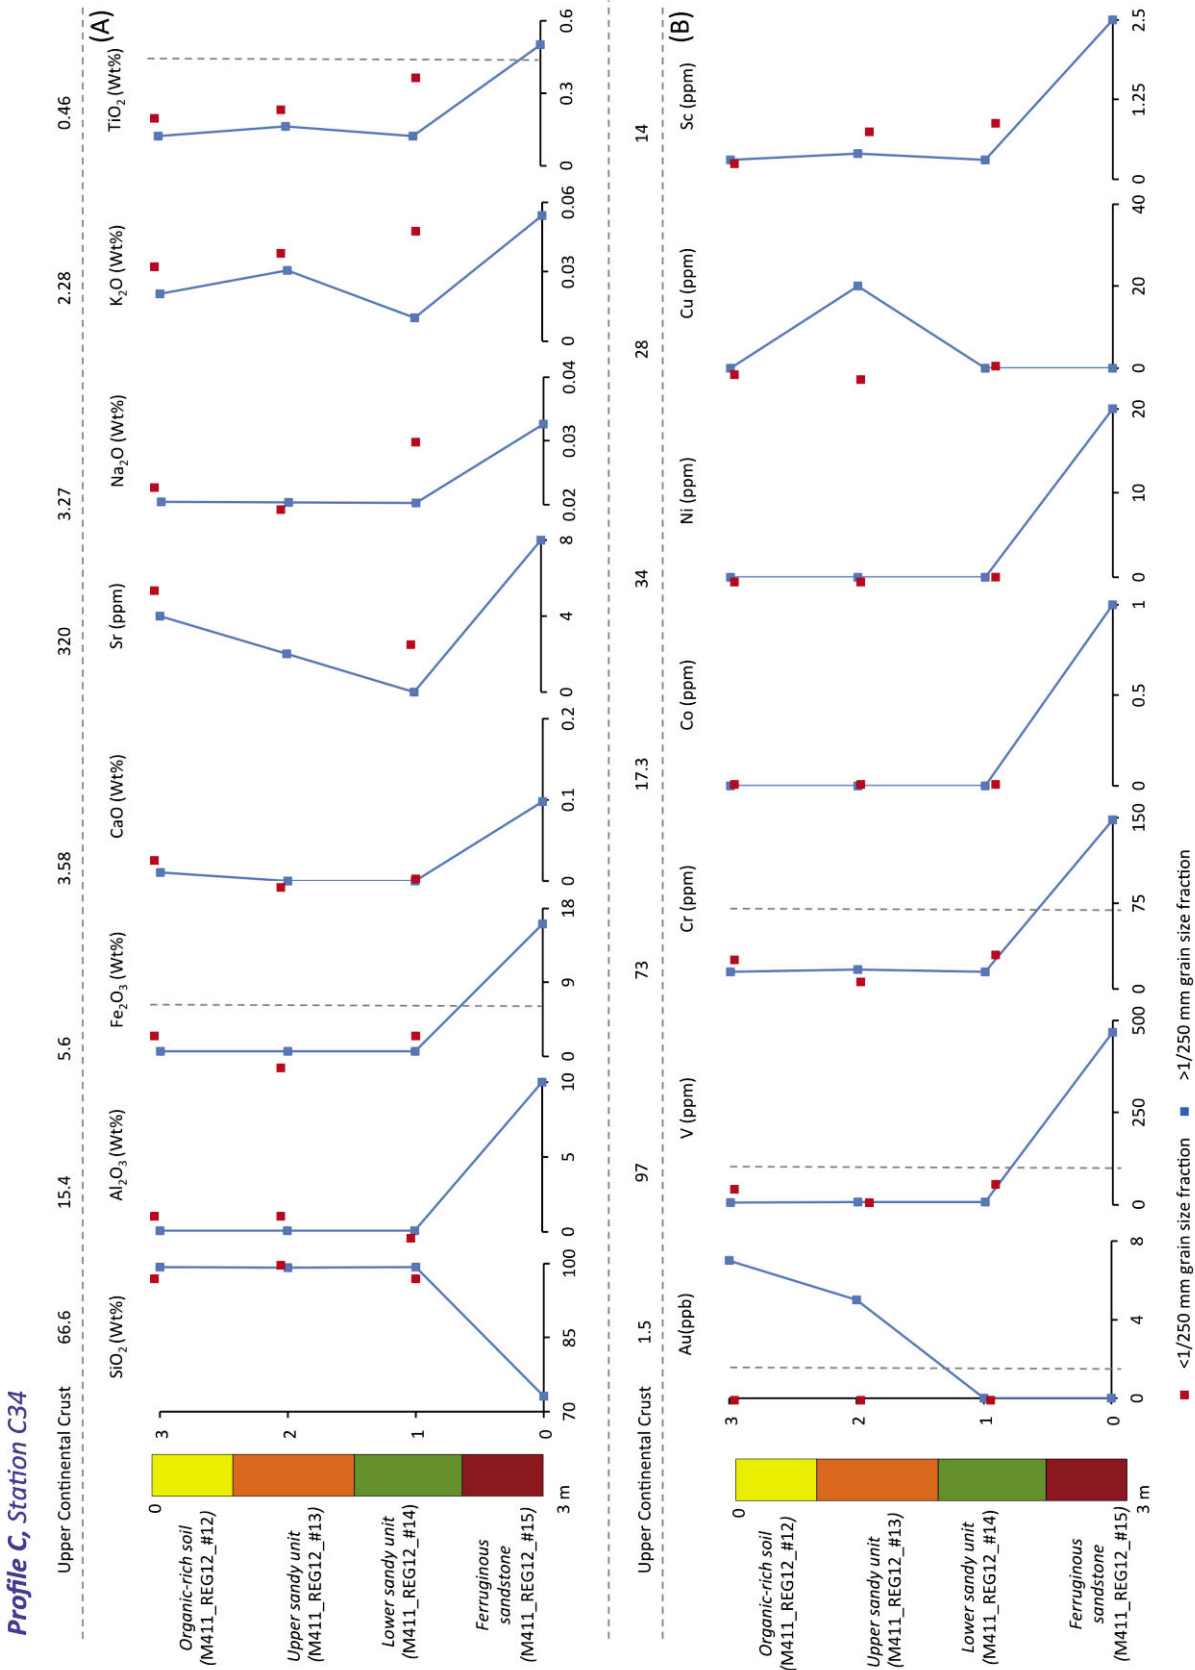 Profile C, Station C34
Upper Continental Crust 66.6 15.4 5.6 3.58 320 3.27 2.28 0.46
SiO2 (Wt%) Al2O3 (Wt%) Fe2O3 (Wt%) CaO (Wt%) Sr (ppm) Na2O (Wt%) K2O (Wt%) TiO2 (Wt%) (A)
0
Organic-rich soil
(M411_REG12_#12)
Upper sandy unit
(M411_REG12_#13)
Lower sandy unit
(M411_REG12_#14)
Ferruginous
sandstone
(M411_REG12_#15)
3 m
3
2
1
0
70 85 100 0 5 10 0 9 18 0 0.1 0.2 0 4 8 0.02 0.03 0.04 0 0.03 0.06 0 0.3 0.6
Upper Continental Crust 1.5 97 73 17.3 34 28 14
Au(ppb) V (ppm) Cr (ppm) Co (ppm) Ni (ppm) Cu (ppm) Sc (ppm) (B)
0
Organic-rich soil
(M411_REG12_#12)
Upper sandy unit
(M411_REG12_#13)
Lower sandy unit
(M411_REG12_#14)
Ferruginous
sandstone
(M411_REG12_#15)
3 m
3
2
1
0
0 4 8 0 250 500 0 75 150 0 0.5 1 0 10 20 0 20 40 0 1.25 2.5
<1/250 mm grain size fraction >1/250 mm grain size fraction